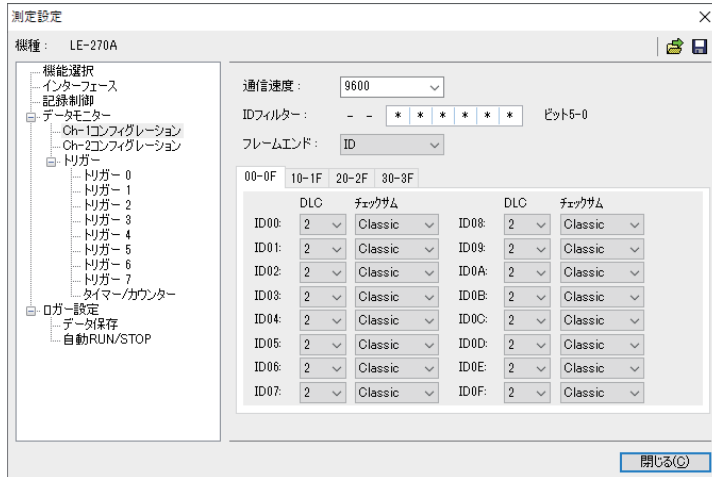 測定設定
機種： LE-270A
機能選択
インターフェース
記録制御
データモニター
Ch-1コンフィグレーション
Ch-2コンフィグレーション
トリガー
トリガー 0
トリガー 1
トリガー 2
トリガー 3
トリガー 4
トリガー 5
トリガー 6
トリガー 7
タイマー/カウンター
ロガー設定
データ保存
自動RUN/STOP
通信速度： 9600
IDフィルター： - - * * * * * * ビット5-0
フレームエンド： ID
00-0F 10-1F 20-2F 30-3F
DLC チェックサム DLC チェックサム
ID00: 2 Classic ID08: 2 Classic
ID01: 2 Classic ID09: 2 Classic
ID02: 2 Classic ID0A: 2 Classic
ID03: 2 Classic ID0B: 2 Classic
ID04: 2 Classic ID0C: 2 Classic
ID05: 2 Classic ID0D: 2 Classic
ID06: 2 Classic ID0E: 2 Classic
ID07: 2 Classic ID0F: 2 Classic
閉じる(C)